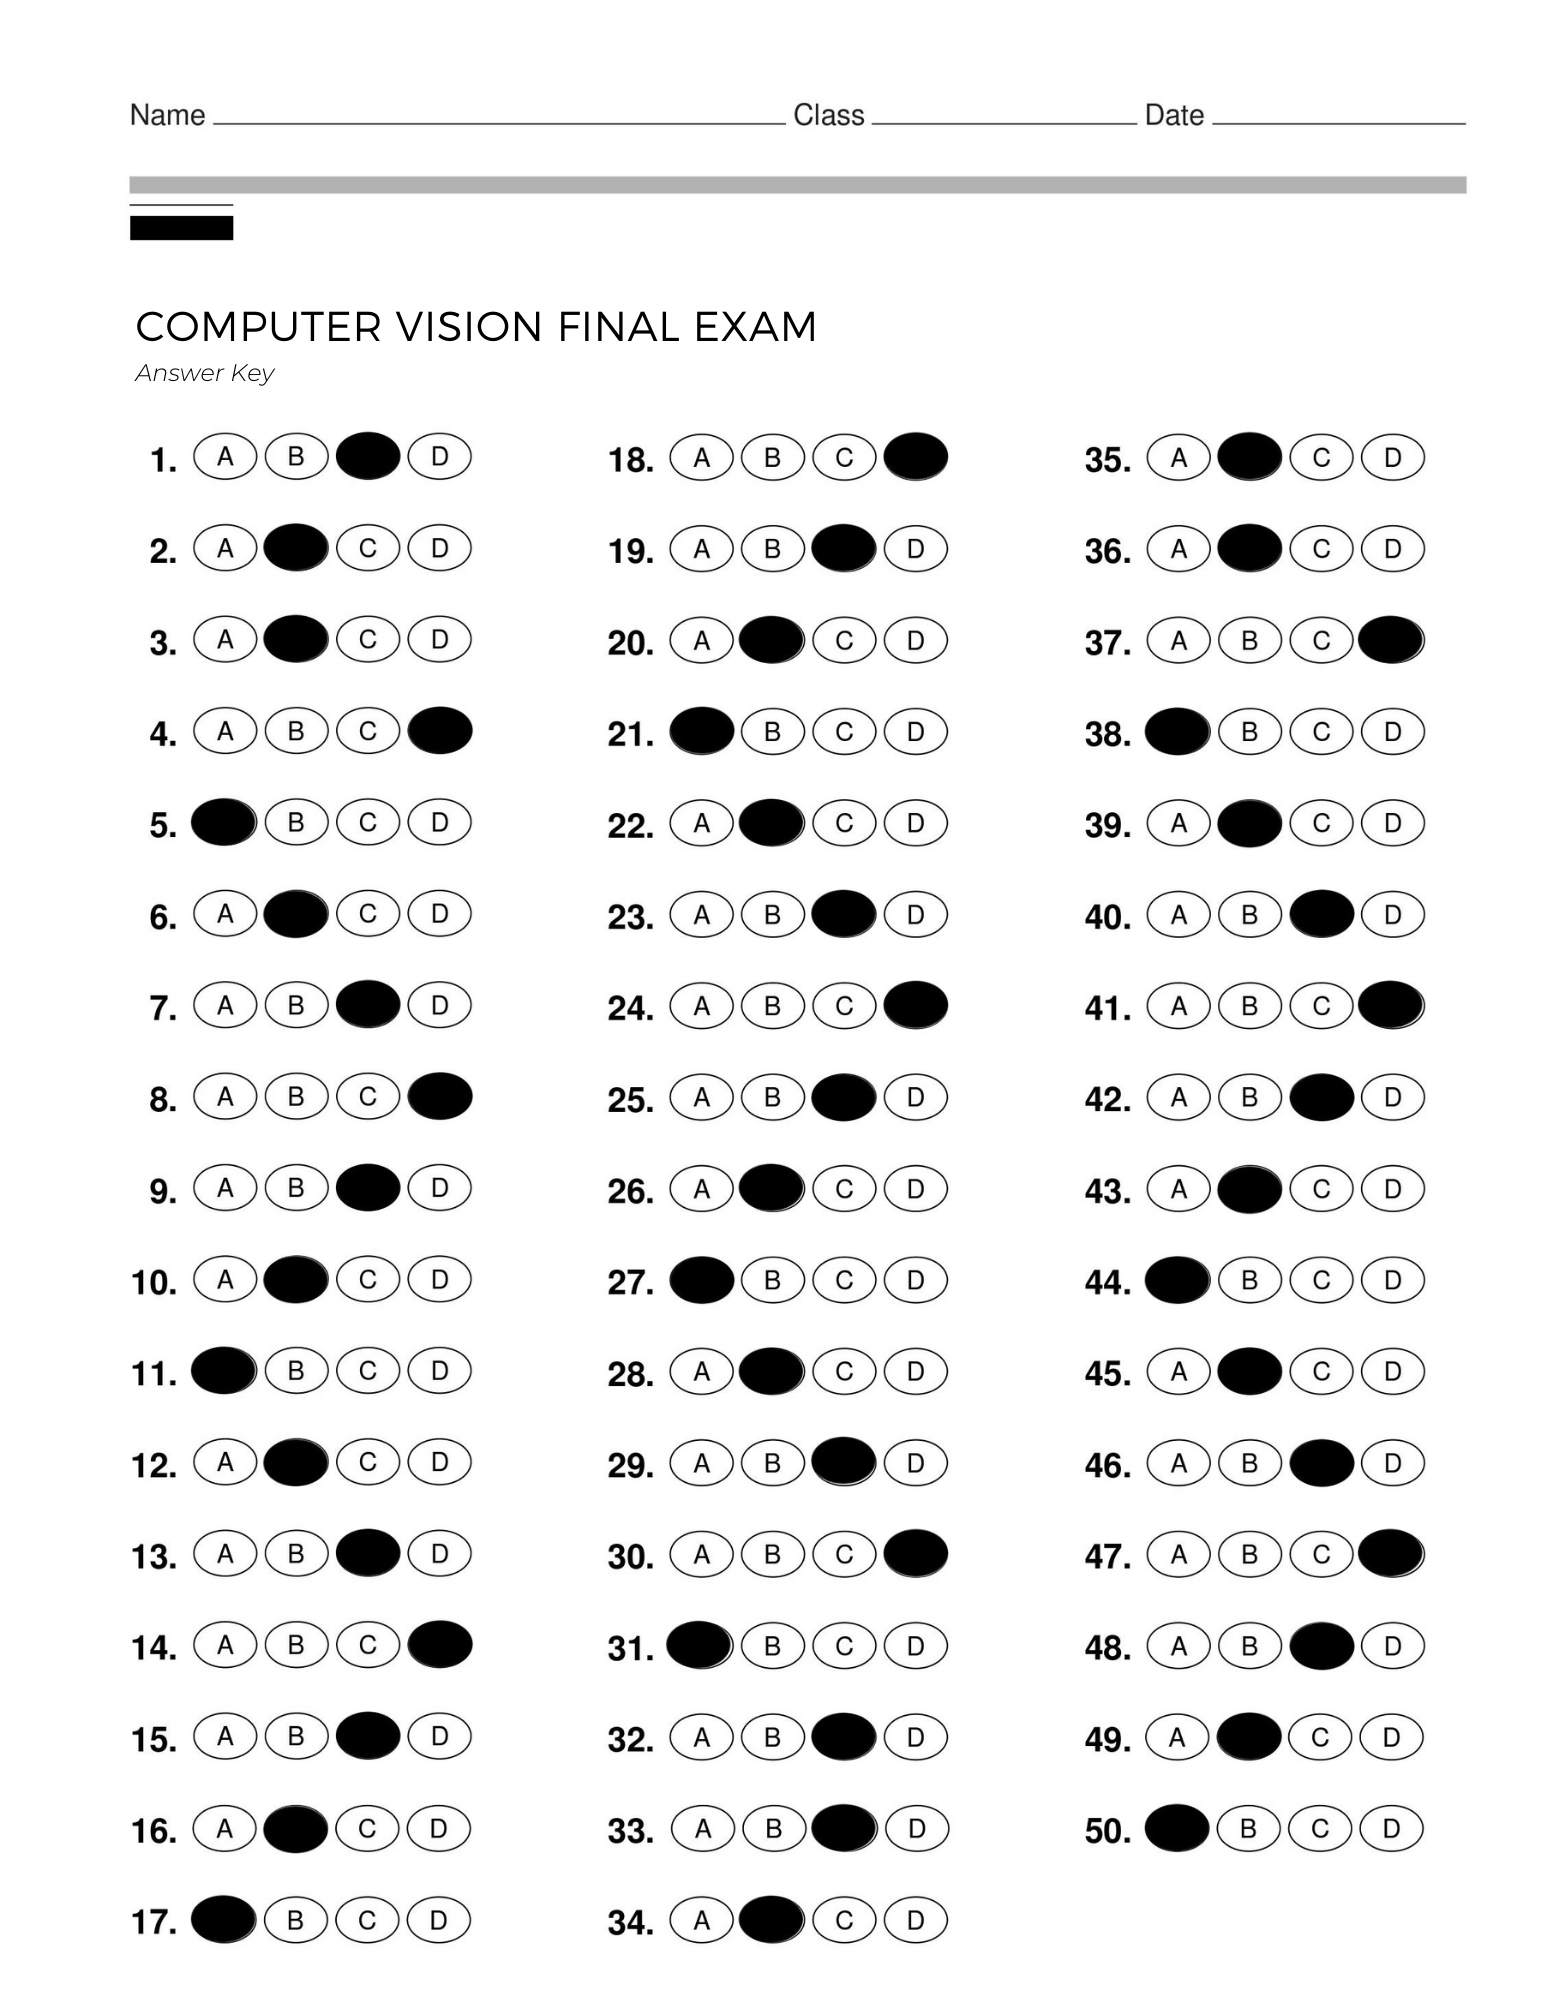 Name Class Date
COMPUTER VISION FINAL EXAM
Answer Key
1. A B D
2. A C D
3. A C D
4. A B C
5. B C D
6. A C D
7. A B D
8. A B C
9. A B D
10. A C D
11. B C D
12. A C D
13. A B D
14. A B C
15. A B D
16. A C D
17. B C D
18. A B C
19. A B D
20. A C D
21. B C D
22. A C D
23. A B D
24. A B C
25. A B D
26. A C D
27. B C D
28. A C D
29. A B D
30. A B C
31. B C D
32. A B D
33. A B D
34. A C D
35. A C D
36. A C D
37. A B C
38. B C D
39. A C D
40. A B D
41. A B C
42. A B D
43. A C D
44. B C D
45. A C D
46. A B D
47. A B C
48. A B D
49. A C D
50. B C D